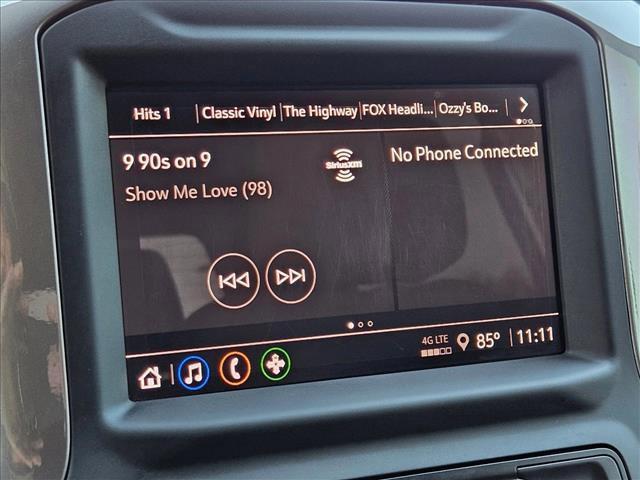 Hits 1 Classic Vinyl The Highway FOX Headli... Ozzy's Bo...
9 90s on 9
SiriusXM
No Phone Connected
Show Me Love (98)
4G LTE
85° 11:11